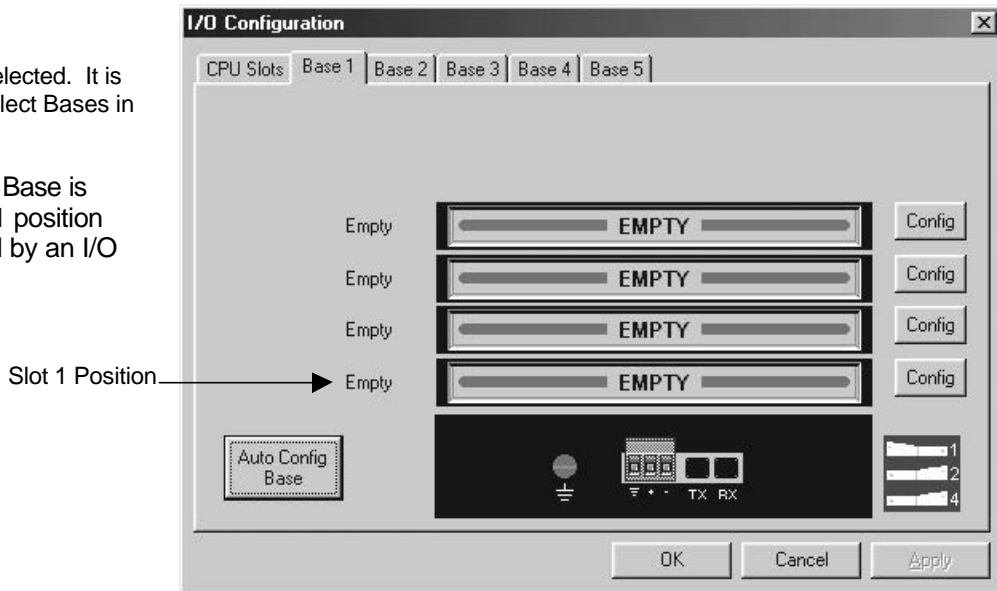 elected. It is
lect Bases in
Base is
position
by an I/O
Slot 1 Position
I/O Configuration
CPU Slots
Base 1
Base 2
Base 3
Base 4
Base 5
Empty
EMPTY
Config
Empty
EMPTY
Config
Empty
EMPTY
Config
Empty
EMPTY
Config
Auto Config
Base
+ -
TX RX
1
2
4
OK
Cancel
Apply